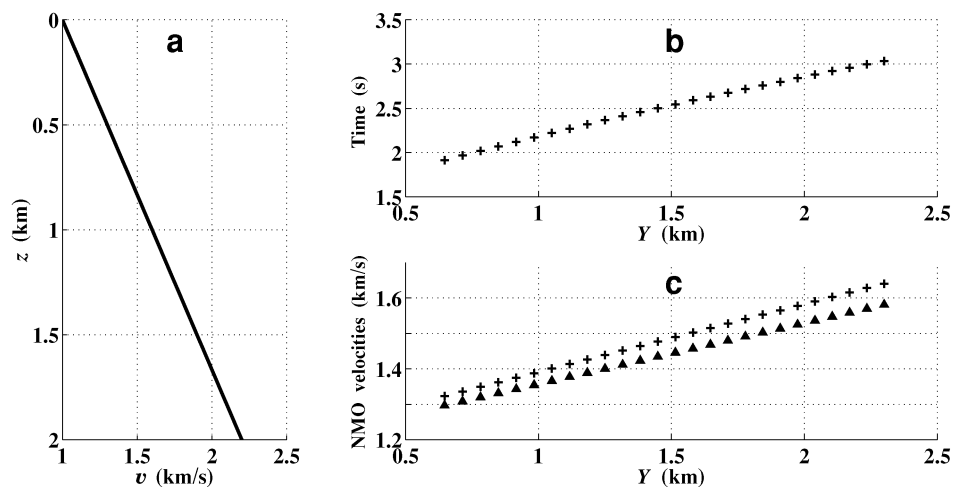 a
0
0.5
1
1.5
2
z (km)
1 1.5 2 2.5
v (km/s)
b
3.5
3
2.5
2
1.5
Time (s)
0.5 1 1.5 2 2.5
Y (km)
c
1.6
1.4
1.2
NMO velocities (km/s)
0.5 1 1.5 2 2.5
Y (km)